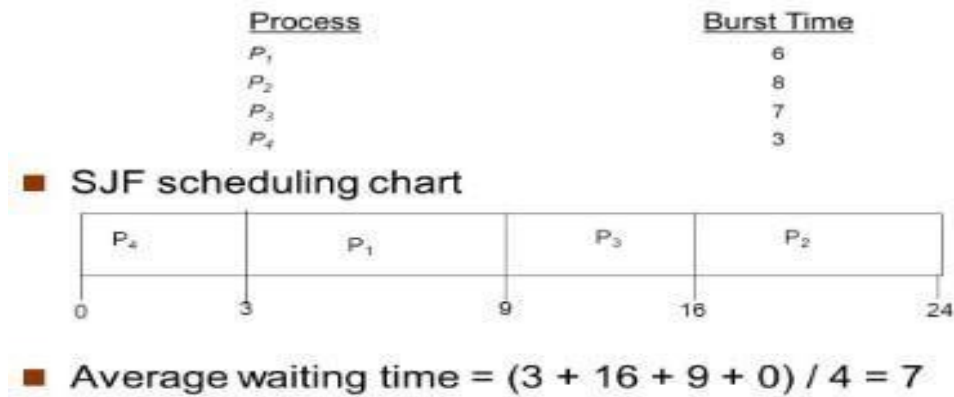 Process Burst Time
P₁ 6
P₂ 8
P₃ 7
P₄ 3
■ SJF scheduling chart
P₄ P₁ P₃ P₂
0 3 9 16 24
■ Average waiting time = (3 + 16 + 9 + 0) / 4 = 7